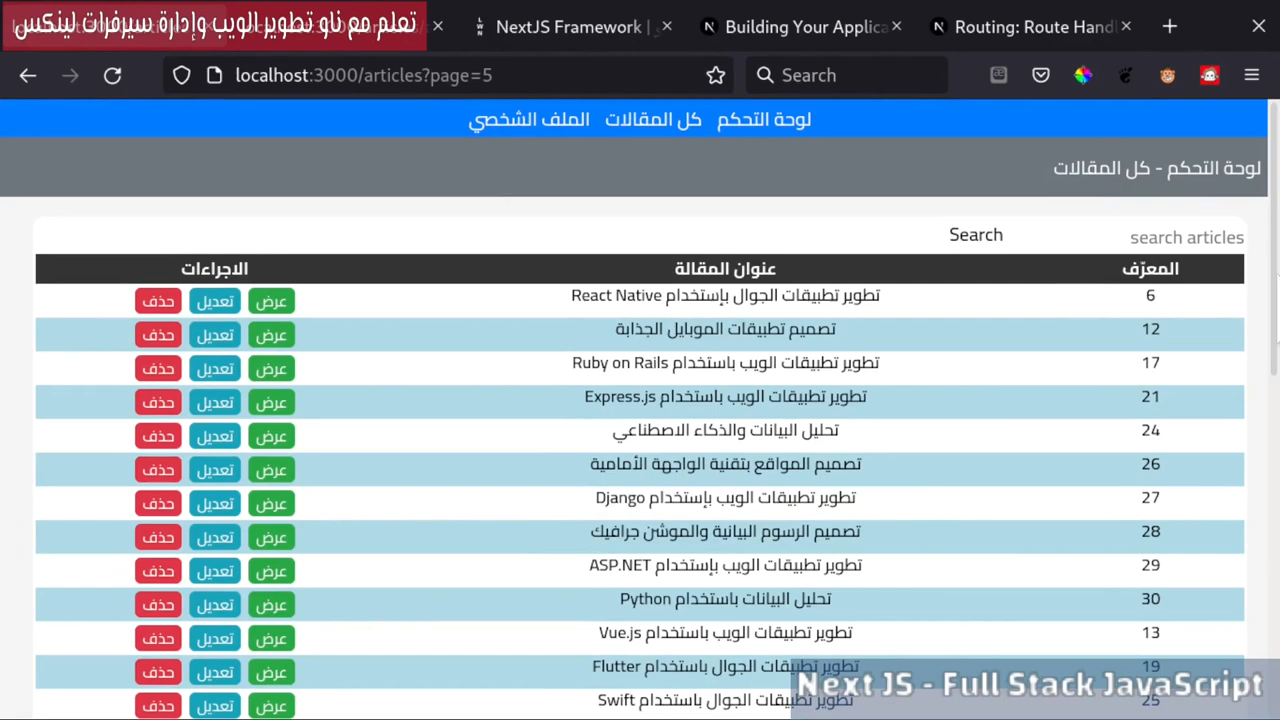 تعلم مع ناو تطوير الويب وإدارة سيرفرات لينكس
NextJS Framework |
Building Your Applica
Routing: Route Handl
localhost:3000/articles?page=5
Search
لوحة التحكم كل المقالات الملف الشخصي
لوحة التحكم - كل المقالات
search articles Search
المعرّف عنوان المقالة الاجراءات
6 تطوير تطبيقات الجوال بإستخدام React Native عرض تعديل حذف
12 تصميم تطبيقات الموبايل الجذابة عرض تعديل حذف
17 تطوير تطبيقات الويب باستخدام Ruby on Rails عرض تعديل حذف
21 تطوير تطبيقات الويب باستخدام Express.js عرض تعديل حذف
24 تحليل البيانات والذكاء الاصطناعي عرض تعديل حذف
26 تصميم المواقع بتقنية الواجهة الأمامية عرض تعديل حذف
27 تطوير تطبيقات الويب بإستخدام Django عرض تعديل حذف
28 تصميم الرسوم البيانية والموشن جرافيك عرض تعديل حذف
29 تطوير تطبيقات الويب بإستخدام ASP.NET عرض تعديل حذف
30 تحليل البيانات باستخدام Python عرض تعديل حذف
13 تطوير تطبيقات الويب باستخدام Vue.js عرض تعديل حذف
19 تطوير تطبيقات الجوال باستخدام Flutter عرض تعديل حذف
25 تطوير تطبيقات الجوال باستخدام Swift عرض تعديل حذف
Next JS - Full Stack JavaScript